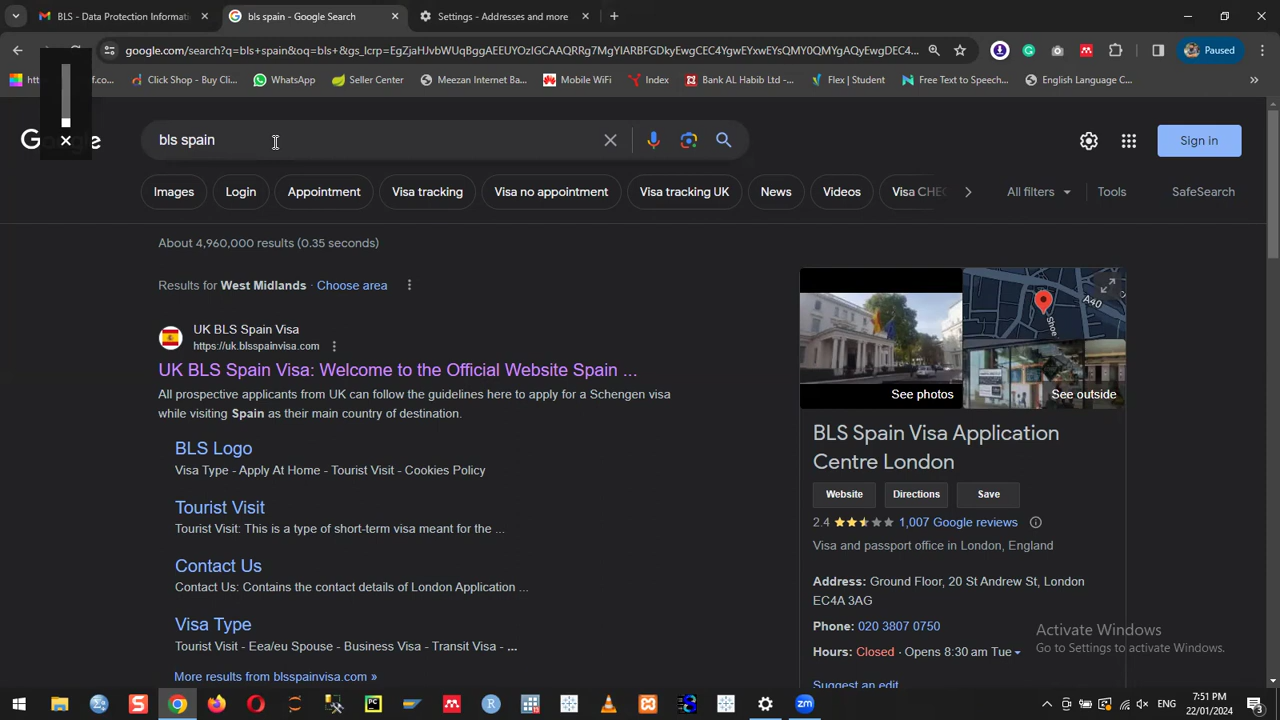 BLS - Data Protection Informati
bls spain - Google Search
Settings - Addresses and more
google.com/search?q=bls+spain&oq=bls+&gs_lcrp=EgZjaHJvbWUqBggAEEUYOzIGCAAQRRg7MgYIARBFGDkyEwgCEC4YgwEYxwEYsQMY0QMYgAQyEwgDEC4...
Paused
Click Shop - Buy Cli...
WhatsApp
Seller Center
Mezzan Internet Ba...
Mobile WiFi
Index
Bank AL Habib Ltd -...
Flex | Student
Free Text to Speech...
English Language C...
bls spain
Sign in
Images
Login
Appointment
Visa tracking
Visa no appointment
Visa tracking UK
News
Videos
Visa CHEC
All filters
Tools
SafeSearch
About 4,960,000 results (0.35 seconds)
Results for West Midlands · Choose area
UK BLS Spain Visa
https://uk.blsspainvisa.com
UK BLS Spain Visa: Welcome to the Official Website Spain ...
All prospective applicants from UK can follow the guidelines here to apply for a Schengen visa
while visiting Spain as their main country of destination.
BLS Logo
Visa Type - Apply At Home - Tourist Visit - Cookies Policy
Tourist Visit
Tourist Visit: This is a type of short-term visa meant for the ...
Contact Us
Contact Us: Contains the contact details of London Application ...
Visa Type
Tourist Visit - Eea/eu Spouse - Business Visa - Transit Visa - ...
More results from blsspainvisa.com »
See photos
A40
Shoe
See outside
BLS Spain Visa Application
Centre London
Website
Directions
Save
2.4
1,007 Google reviews
Visa and passport office in London, England
Address: Ground Floor, 20 St Andrew St, London
EC4A 3AG
Phone: 020 3807 0750
Hours: Closed · Opens 8:30 am Tue
Suggest an edit
Activate Windows
Go to Settings to activate Windows.
ENG
7:51 PM
22/01/2024